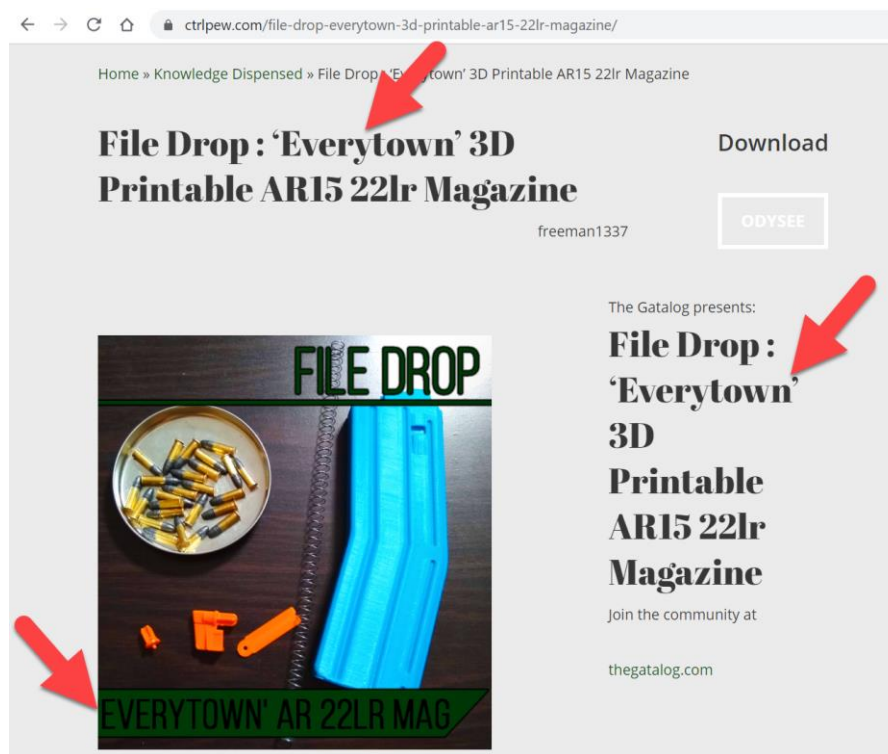 ctrlpew.com/file-drop-everytown-3d-printable-ar15-22lr-magazine/
Home » Knowledge Dispensed » File Drop : ‘Everytown’ 3D Printable AR15 22lr Magazine
File Drop : ‘Everytown’ 3D
Printable AR15 22lr Magazine
freeman1337
Download
ODYSEE
FILE DROP
'EVERYTOWN' AR 22LR MAG
The Gatalog presents:
File Drop :
‘Everytown’
3D
Printable
AR15 22lr
Magazine
Join the community at
thegatalog.com